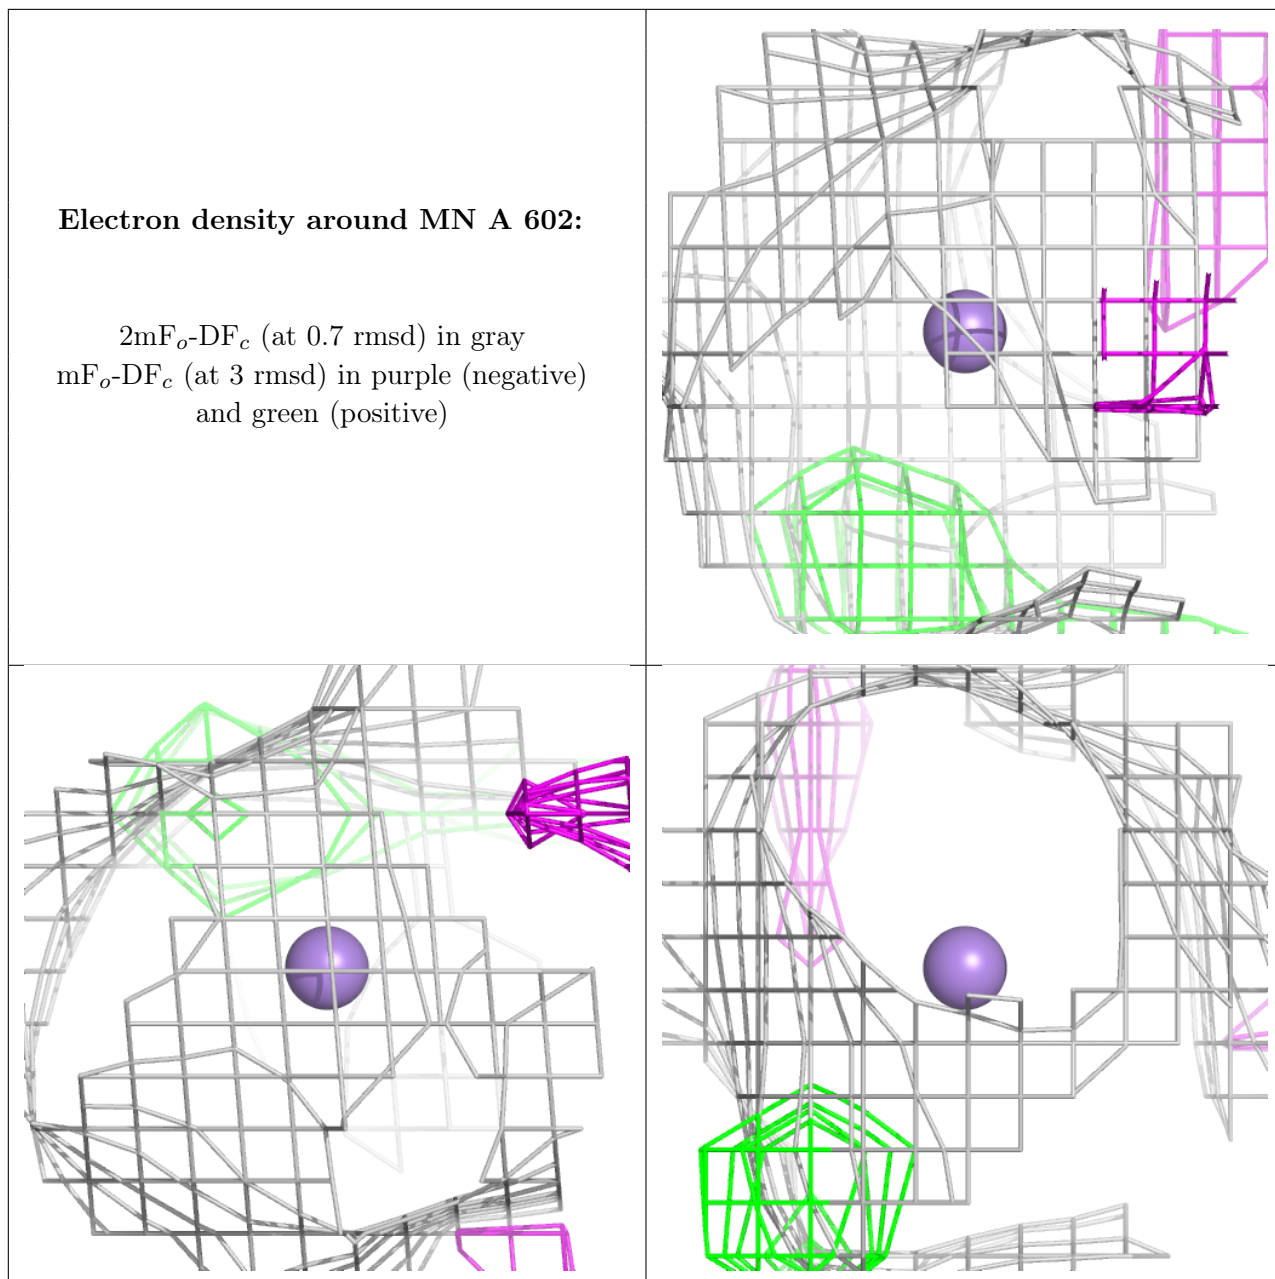 Electron density around MN A 602:
2mFo-DFc (at 0.7 rmsd) in gray
mFo-DFc (at 3 rmsd) in purple (negative)
and green (positive)